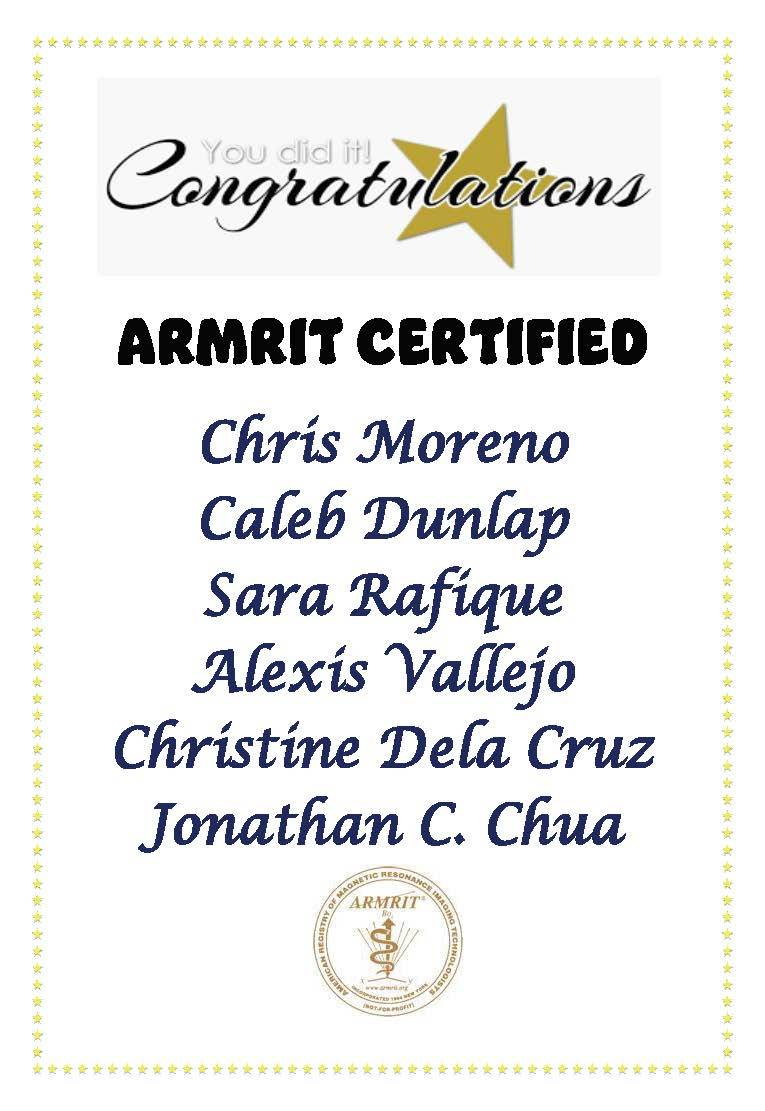 You did it!
Congratulations
ARMRIT CERTIFIED
Chris Moreno
Caleb Dunlap
Sara Rafique
Alexis Vallejo
Christine Dela Cruz
Jonathan C. Chua
AMERICAN REGISTRY OF MAGNETIC RESONANCE IMAGING TECHNOLOGISTS
ARMRIT®
Bo
X Y
www.armrit.org
INCORPORATED 1994 NEW YORK
(NOT-FOR-PROFIT)